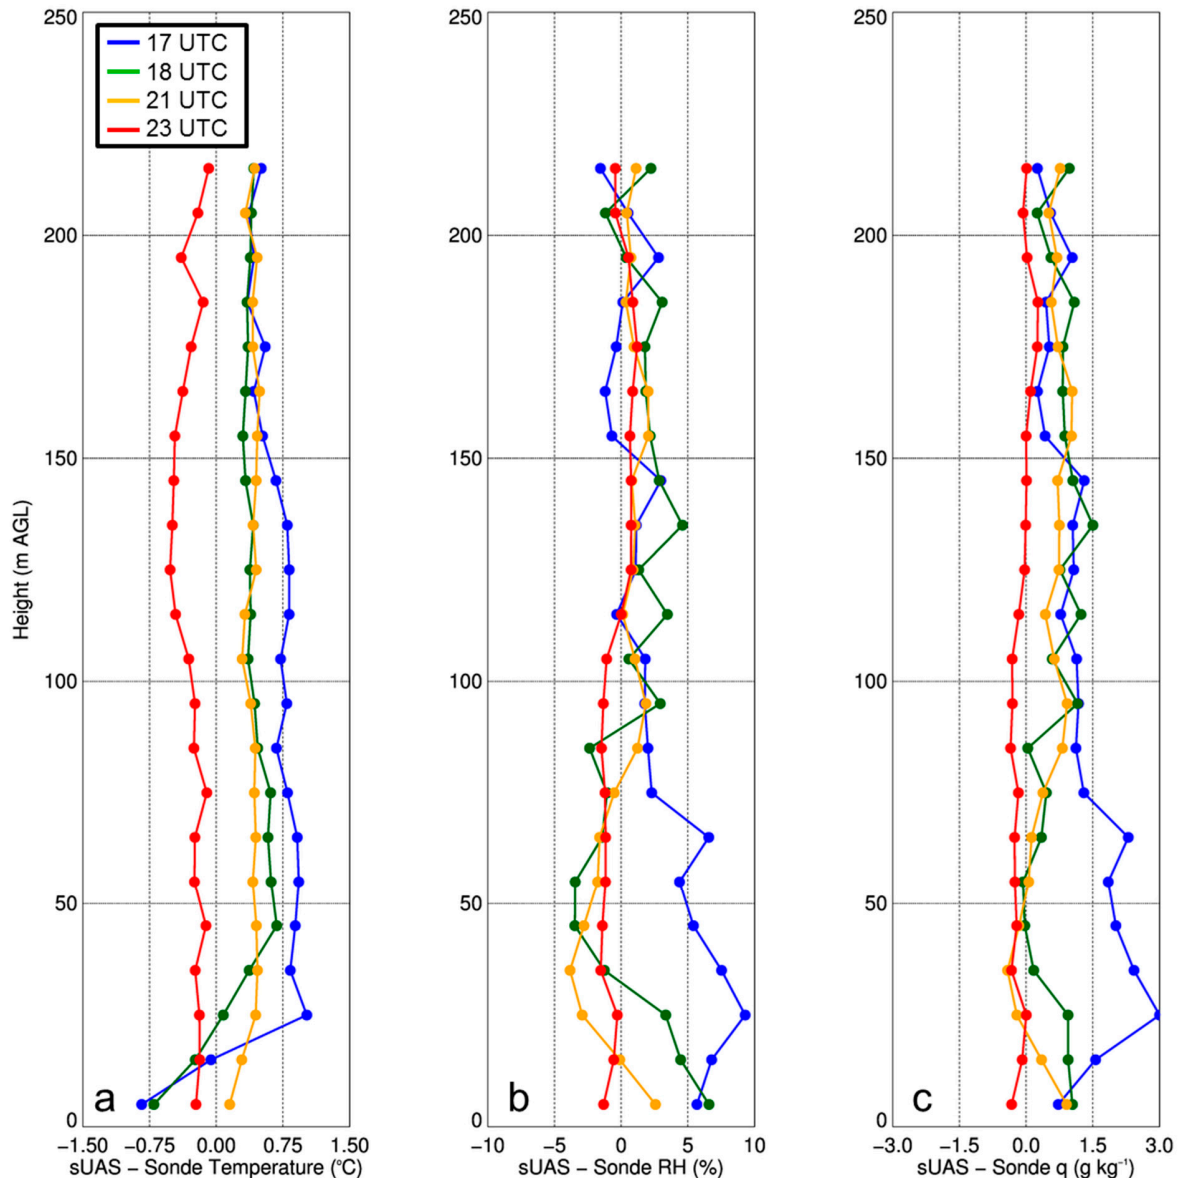 250
250
250
17 UTC
18 UTC
21 UTC
23 UTC
200
200
200
150
150
150
Height (m AGL)
100
100
100
50
50
50
a
b
c
0
0
0
−1.50 −0.75 0.00 0.75 1.50
−10 −5 0 5 10
−3.0 −1.5 0.0 1.5 3.0
sUAS − Sonde Temperature (°C)
sUAS − Sonde RH (%)
sUAS − Sonde q (g kg⁻¹)